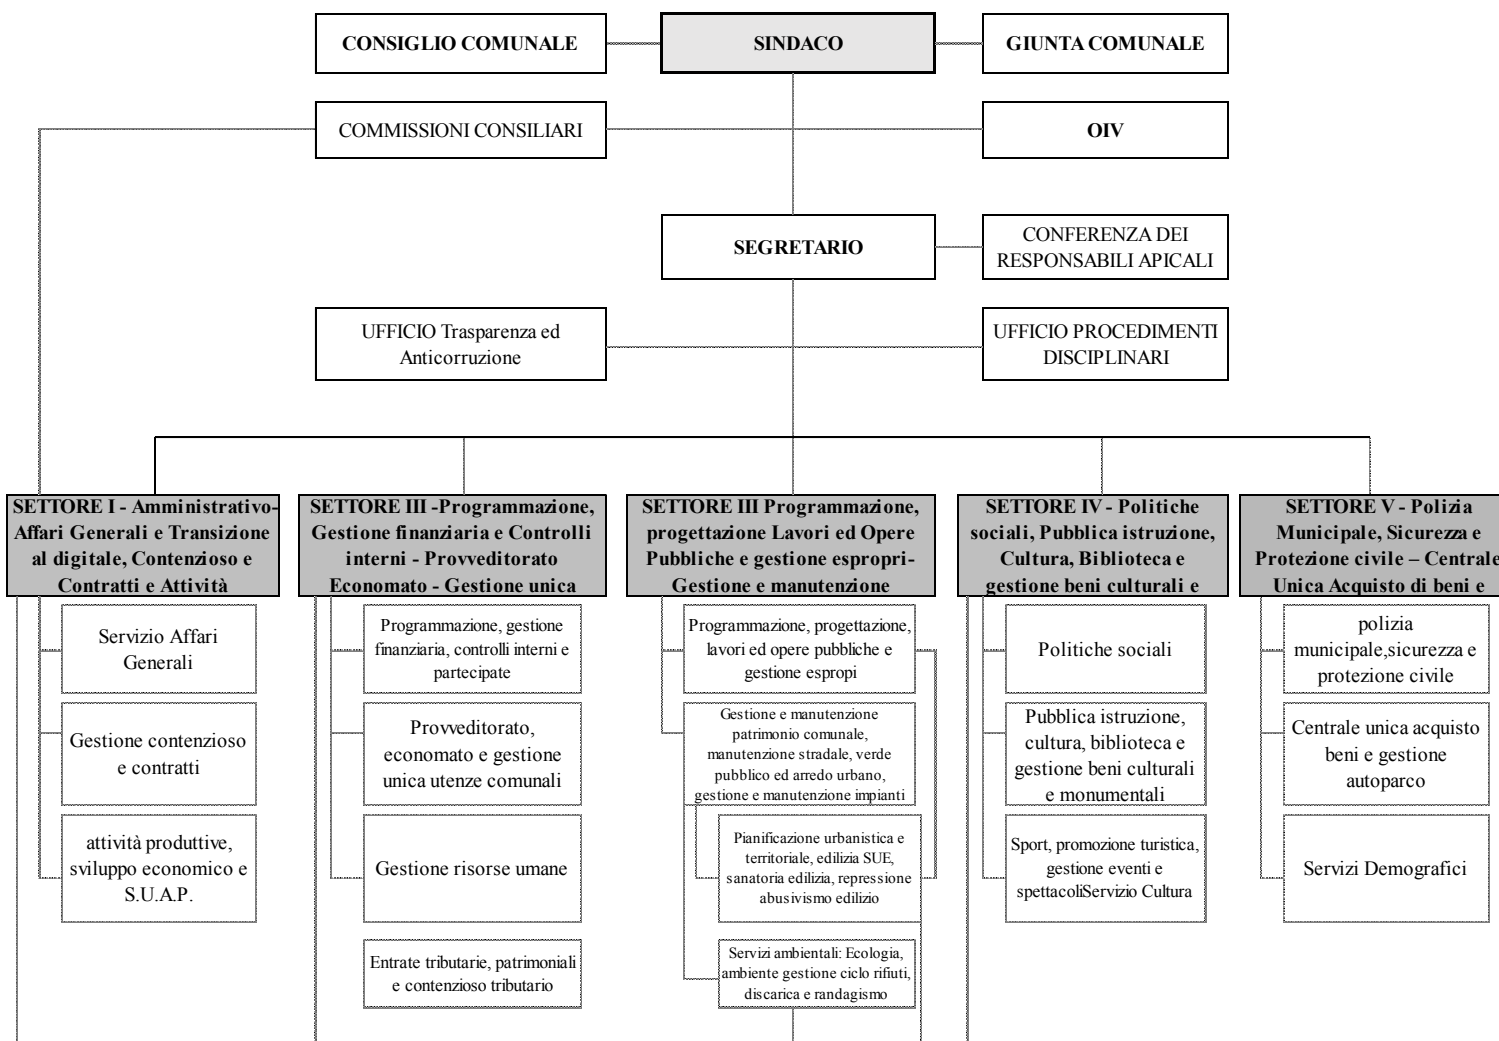 CONSIGLIO COMUNALE
SINDACO
GIUNTA COMUNALE
COMMISSIONI CONSILIARI
OIV
SEGRETARIO
CONFERENZA DEI
RESPONSABILI APICALI
UFFICIO Trasparenza ed
Anticorruzione
UFFICIO PROCEDIMENTI
DISCIPLINARI
SETTORE I - Amministrativo-
Affari Generali e Transizione
al digitale, Contenzioso e
Contratti e Attività
SETTORE III -Programmazione,
Gestione finanziaria e Controlli
interni - Provveditorato
Economato - Gestione unica
SETTORE III Programmazione,
progettazione Lavori ed Opere
Pubbliche e gestione espropri-
Gestione e manutenzione
SETTORE IV - Politiche
sociali, Pubblica istruzione,
Cultura, Biblioteca e
gestione beni culturali e
SETTORE V - Polizia
Municipale, Sicurezza e
Protezione civile – Centrale
Unica Acquisto di beni e
Servizio Affari
Generali
Gestione contenzioso
e contratti
attività produttive,
sviluppo economico e
S.U.A.P.
Programmazione, gestione
finanziaria, controlli interni e
partecipate
Provveditorato,
economato e gestione
unica utenze comunali
Gestione risorse umane
Entrate tributarie, patrimoniali
e contenzioso tributario
Programmazione, progettazione,
lavori ed opere pubbliche e
gestione espropi
Gestione e manutenzione
patrimonio comunale,
manutenzione stradale, verde
pubblico ed arredo urbano,
gestione e manutenzione impianti
Pianificazione urbanistica e
territoriale, edilizia SUE,
sanatoria edilizia, repressione
abusivismo edilizio
Servizi ambientali: Ecologia,
ambiente gestione ciclo rifiuti,
discarica e randagismo
Politiche sociali
Pubblica istruzione,
cultura, biblioteca e
gestione beni culturali
e monumentali
Sport, promozione turistica,
gestione eventi e
spettacoliServizio Cultura
polizia
municipale,sicurezza e
protezione civile
Centrale unica acquisto
beni e gestione
autoparco
Servizi Demografici